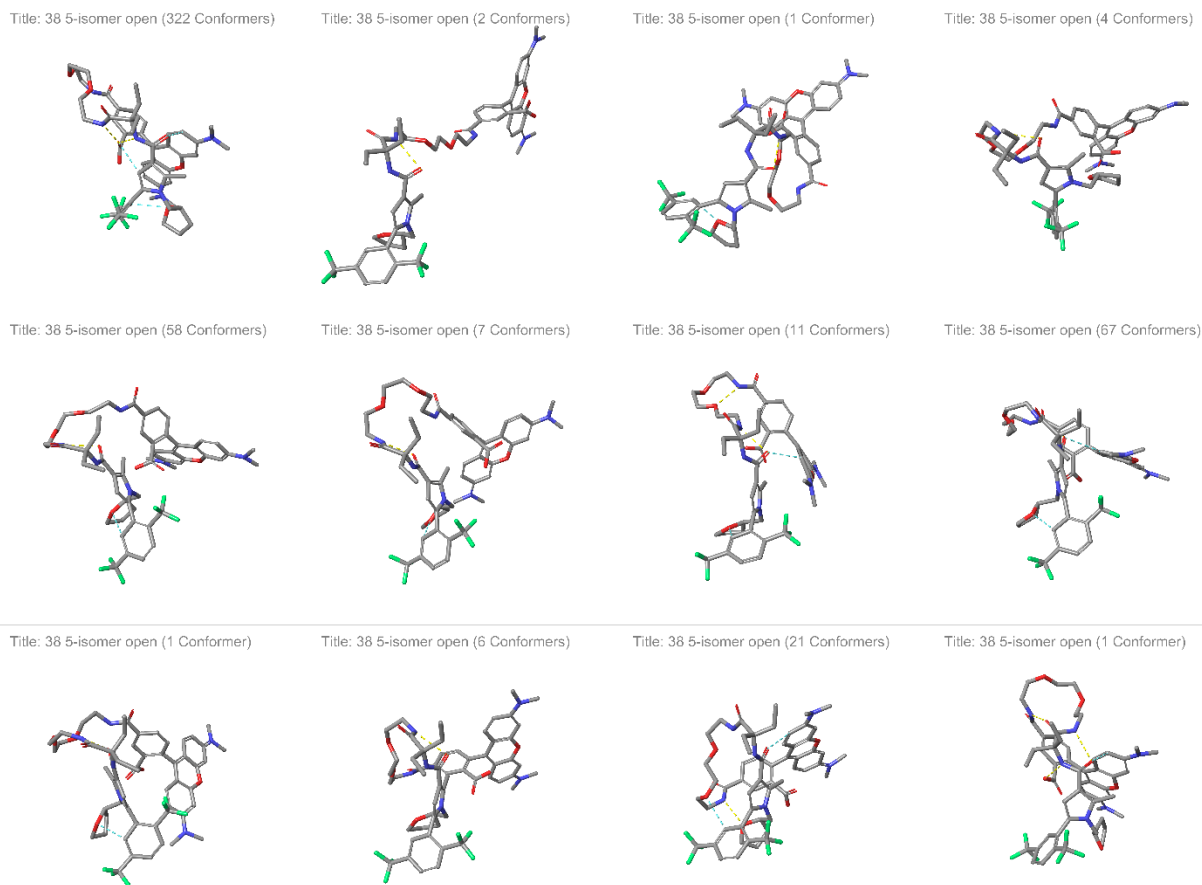 Title: 38 5-isomer open (322 Conformers)
Title: 38 5-isomer open (2 Conformers)
Title: 38 5-isomer open (1 Conformer)
Title: 38 5-isomer open (4 Conformers)
Title: 38 5-isomer open (58 Conformers)
Title: 38 5-isomer open (7 Conformers)
Title: 38 5-isomer open (11 Conformers)
Title: 38 5-isomer open (67 Conformers)
Title: 38 5-isomer open (1 Conformer)
Title: 38 5-isomer open (6 Conformers)
Title: 38 5-isomer open (21 Conformers)
Title: 38 5-isomer open (1 Conformer)